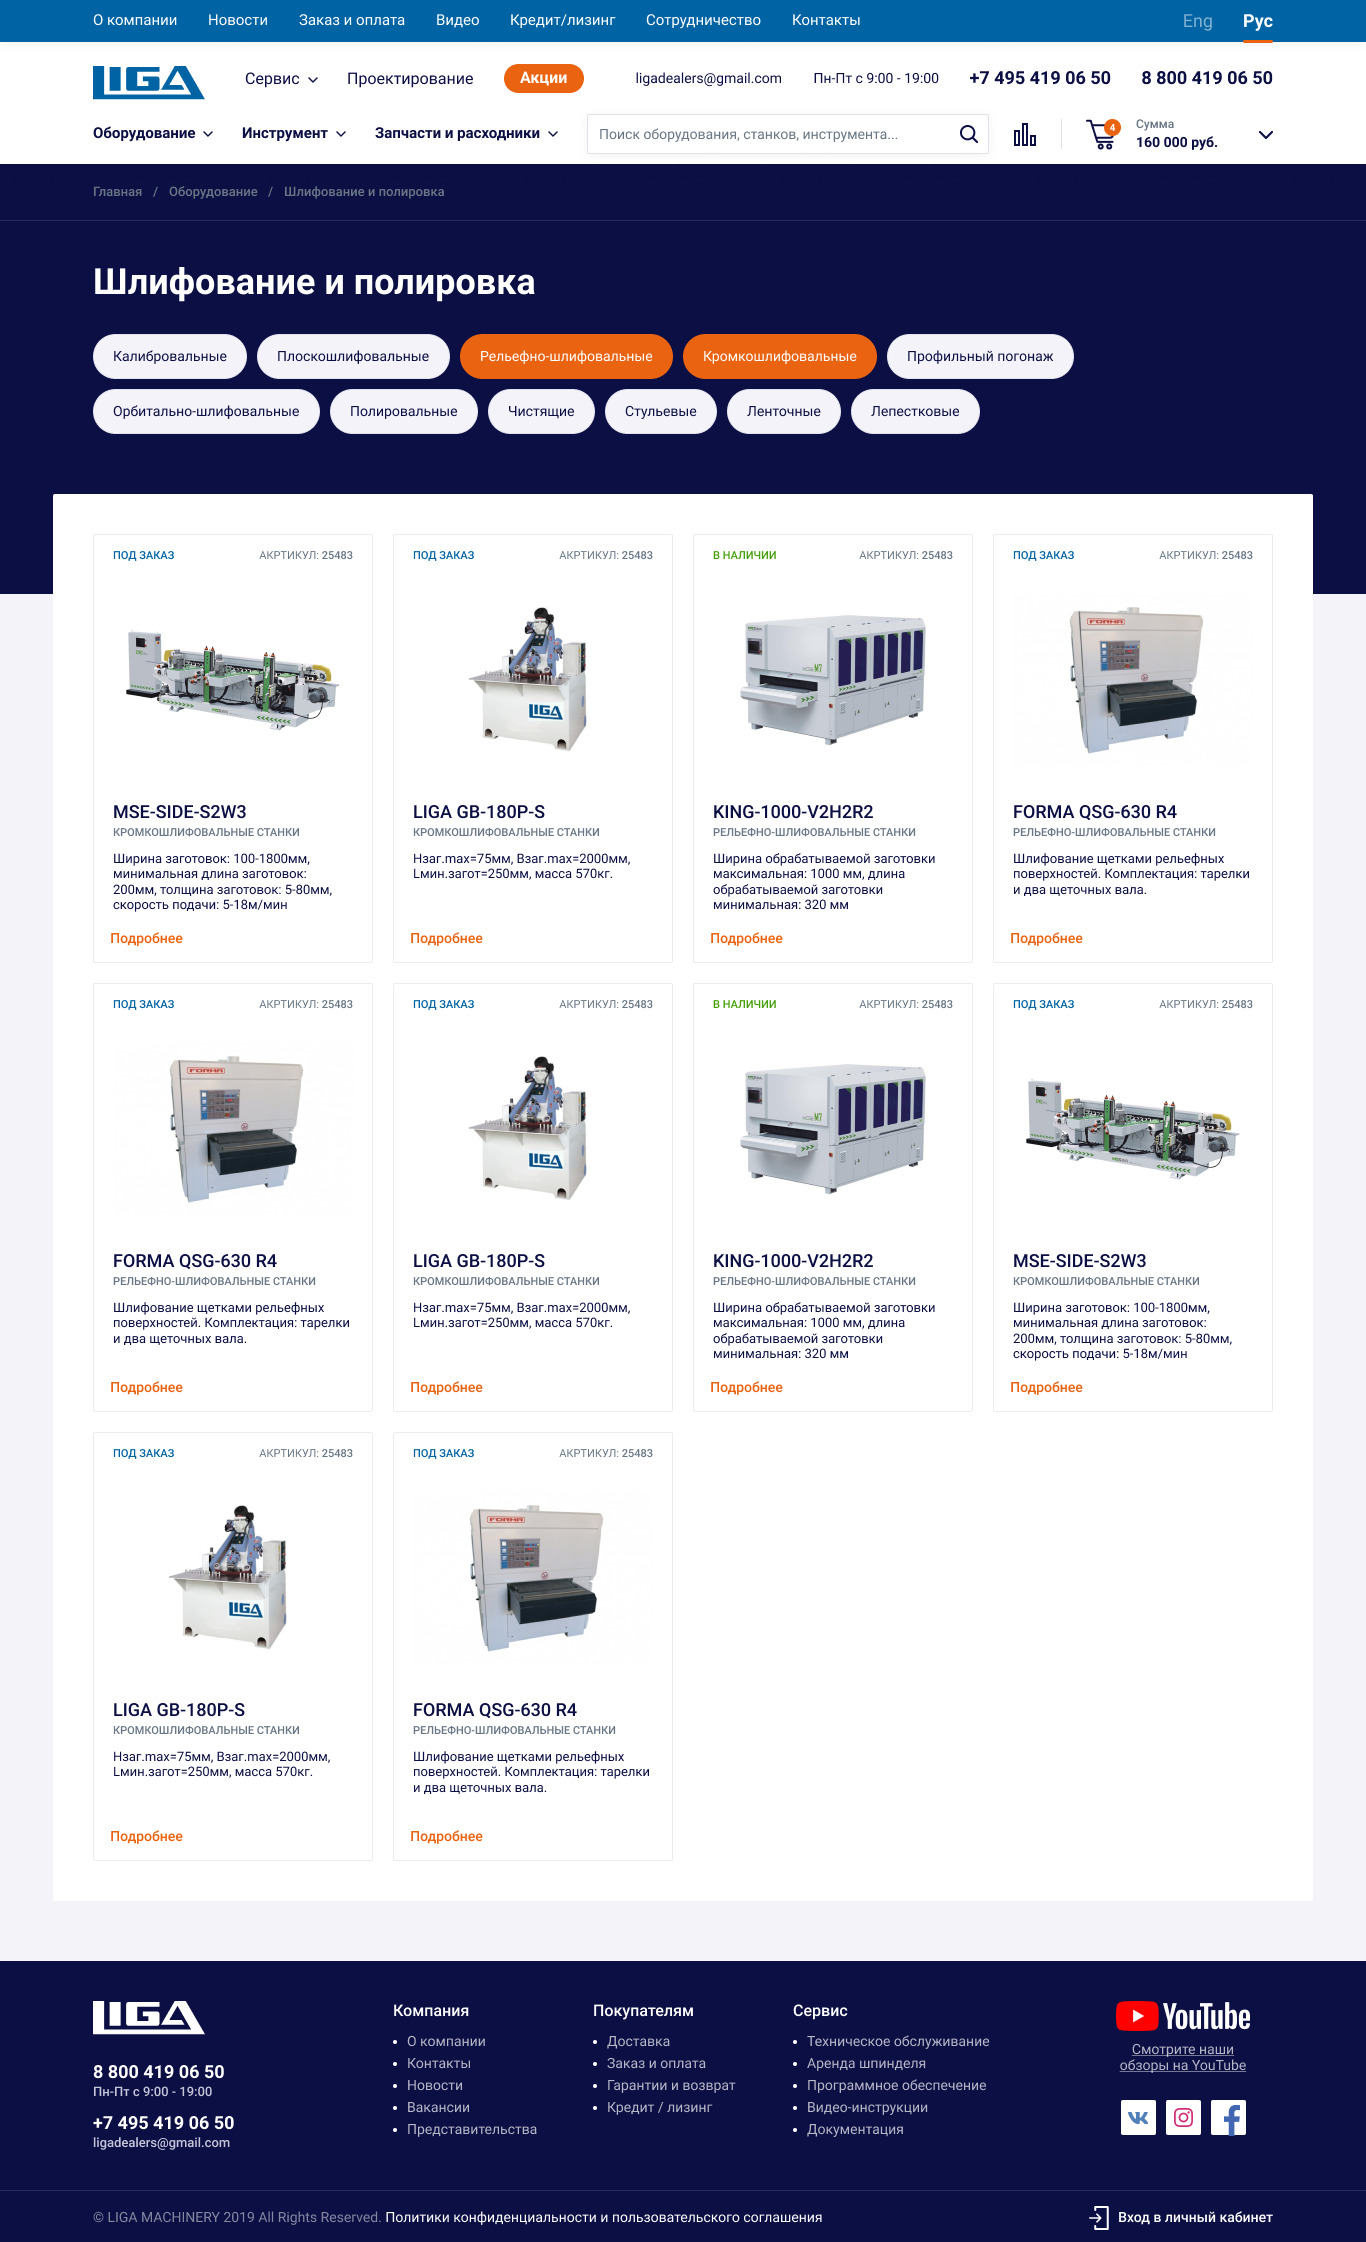 О компании Новости Заказ и оплата Видео Кредит/лизинг Сотрудничество Контакты Eng Рус
LIGA Сервис Проектирование Акции ligadealers@gmail.com Пн-Пт с 9:00 - 19:00 +7 495 419 06 50 8 800 419 06 50
Оборудование Инструмент Запчасти и расходники Поиск оборудования, станков, инструмента... 4 Сумма
160 000 руб.
Главная / Оборудование / Шлифование и полировка
Шлифование и полировка
Калибровальные Плоскошлифовальные Рельефно-шлифовальные Кромкошлифовальные Профильный погонаж
Орбитально-шлифовальные Полировальные Чистящие Стульевые Ленточные Лепестковые
ПОД ЗАКАЗ АКРТИКУЛ: 25483
MSE-SIDE-S2W3
КРОМКОШЛИФОВАЛЬНЫЕ СТАНКИ
Ширина заготовок: 100-1800мм,
минимальная длина заготовок:
200мм, толщина заготовок: 5-80мм,
скорость подачи: 5-18м/мин
Подробнее
ПОД ЗАКАЗ АКРТИКУЛ: 25483
LIGA
LIGA GB-180P-S
КРОМКОШЛИФОВАЛЬНЫЕ СТАНКИ
Hзаг.max=75мм, Bзаг.max=2000мм,
Lмин.загот=250мм, масса 570кг.
Подробнее
В НАЛИЧИИ АКРТИКУЛ: 25483
M7
KING-1000-V2H2R2
РЕЛЬЕФНО-ШЛИФОВАЛЬНЫЕ СТАНКИ
Ширина обрабатываемой заготовки
максимальная: 1000 мм, длина
обрабатываемой заготовки
минимальная: 320 мм
Подробнее
ПОД ЗАКАЗ АКРТИКУЛ: 25483
FORMA
FORMA QSG-630 R4
РЕЛЬЕФНО-ШЛИФОВАЛЬНЫЕ СТАНКИ
Шлифование щетками рельефных
поверхностей. Комплектация: тарелки
и два щеточных вала.
Подробнее
ПОД ЗАКАЗ АКРТИКУЛ: 25483
FORMA
FORMA QSG-630 R4
РЕЛЬЕФНО-ШЛИФОВАЛЬНЫЕ СТАНКИ
Шлифование щетками рельефных
поверхностей. Комплектация: тарелки
и два щеточных вала.
Подробнее
ПОД ЗАКАЗ АКРТИКУЛ: 25483
LIGA
LIGA GB-180P-S
КРОМКОШЛИФОВАЛЬНЫЕ СТАНКИ
Hзаг.max=75мм, Bзаг.max=2000мм,
Lмин.загот=250мм, масса 570кг.
Подробнее
В НАЛИЧИИ АКРТИКУЛ: 25483
M7
KING-1000-V2H2R2
РЕЛЬЕФНО-ШЛИФОВАЛЬНЫЕ СТАНКИ
Ширина обрабатываемой заготовки
максимальная: 1000 мм, длина
обрабатываемой заготовки
минимальная: 320 мм
Подробнее
ПОД ЗАКАЗ АКРТИКУЛ: 25483
MSE-SIDE-S2W3
КРОМКОШЛИФОВАЛЬНЫЕ СТАНКИ
Ширина заготовок: 100-1800мм,
минимальная длина заготовок:
200мм, толщина заготовок: 5-80мм,
скорость подачи: 5-18м/мин
Подробнее
ПОД ЗАКАЗ АКРТИКУЛ: 25483
LIGA
LIGA GB-180P-S
КРОМКОШЛИФОВАЛЬНЫЕ СТАНКИ
Hзаг.max=75мм, Bзаг.max=2000мм,
Lмин.загот=250мм, масса 570кг.
Подробнее
ПОД ЗАКАЗ АКРТИКУЛ: 25483
FORMA
FORMA QSG-630 R4
РЕЛЬЕФНО-ШЛИФОВАЛЬНЫЕ СТАНКИ
Шлифование щетками рельефных
поверхностей. Комплектация: тарелки
и два щеточных вала.
Подробнее
LIGA
8 800 419 06 50
Пн-Пт с 9:00 - 19:00
+7 495 419 06 50
ligadealers@gmail.com
Компания
О компании
Контакты
Новости
Вакансии
Представительства
Покупателям
Доставка
Заказ и оплата
Гарантии и возврат
Кредит / лизинг
Сервис
Техническое обслуживание
Аренда шпинделя
Программное обеспечение
Видео-инструкции
Документация
YouTube
Смотрите наши
обзоры на YouTube
© LIGA MACHINERY 2019 All Rights Reserved. Политики конфиденциальности и пользовательского соглашения
Вход в личный кабинет